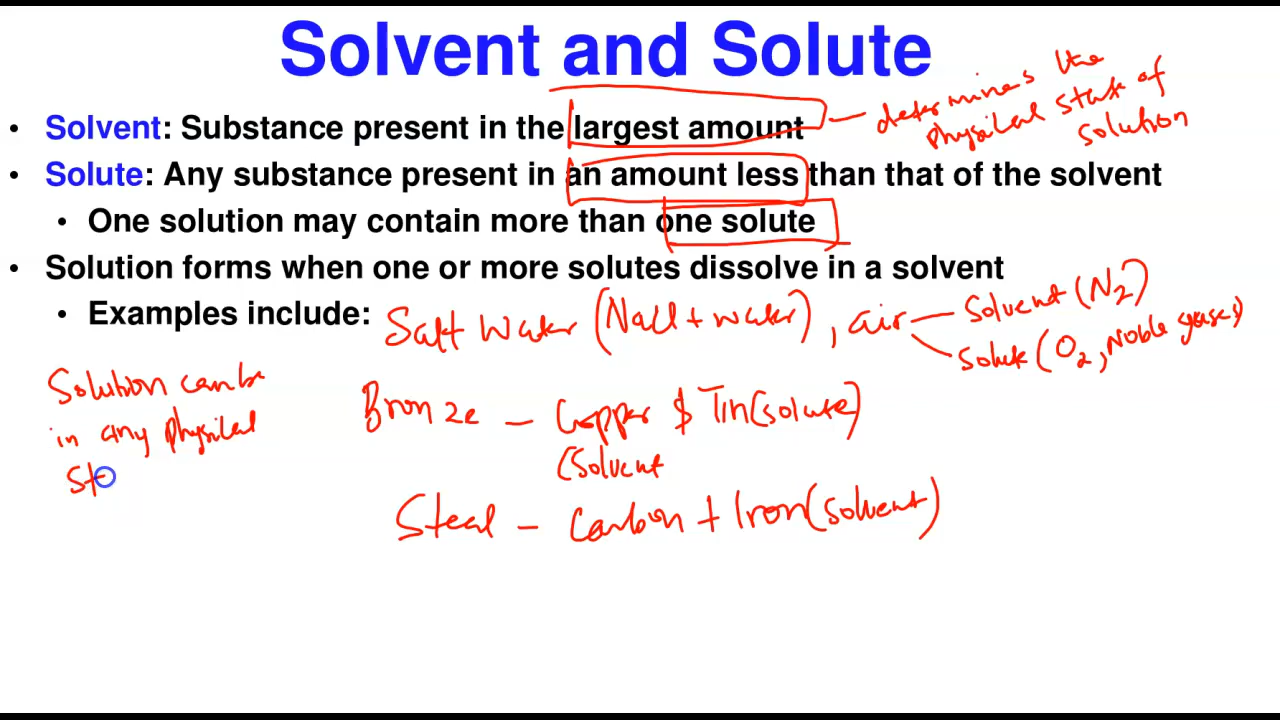 Solvent and Solute
• Solvent: Substance present in the largest amount — determines the physical state of solution
• Solute: Any substance present in an amount less than that of the solvent
• One solution may contain more than one solute
• Solution forms when one or more solutes dissolve in a solvent
• Examples include: Salt Water (NaCl + water), air
Solvent (N2)
Solute (O2, Noble gases)
Solution can be
in any physical
sta
Bronze – Copper & Tin (solute)
(Solvent
Steel – Carbon + Iron (solvent)